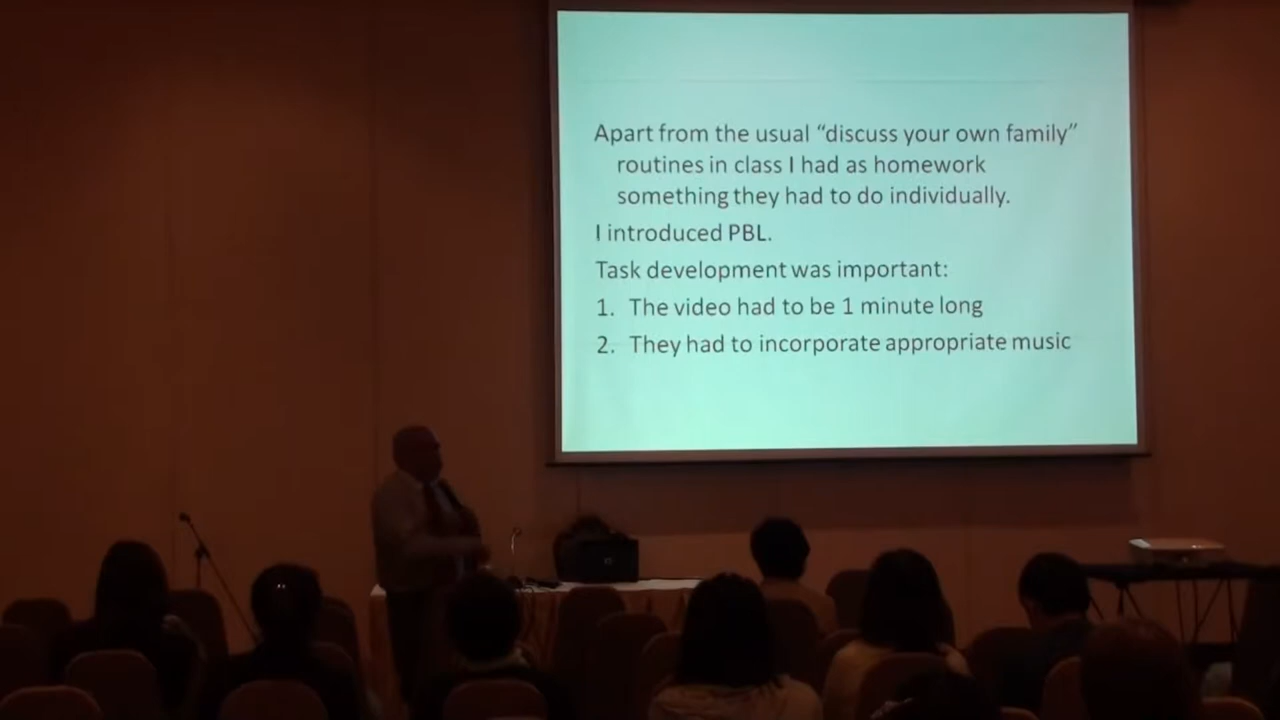 Apart from the usual “discuss your own family”
routines in class I had as homework
something they had to do individually.
I introduced PBL.
Task development was important:
1. The video had to be 1 minute long
2. They had to incorporate appropriate music